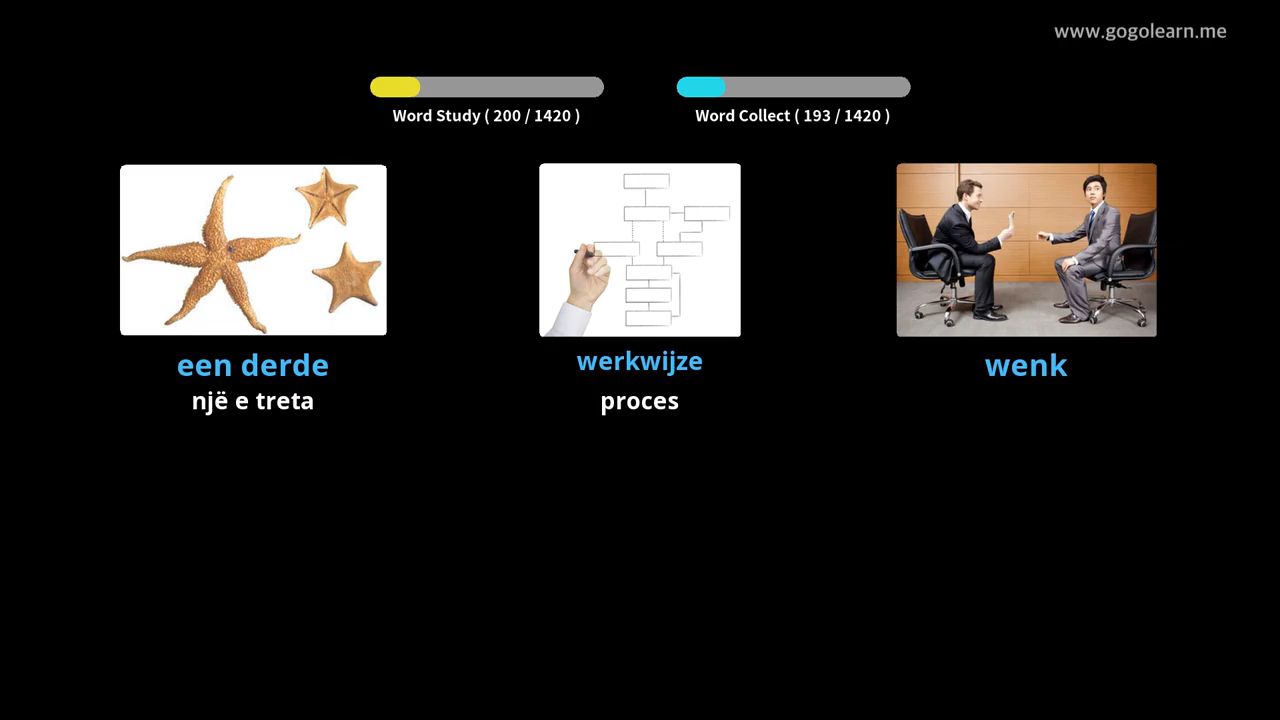 www.gogolearn.me
Word Study ( 200 / 1420 )
Word Collect ( 193 / 1420 )
een derde
një e treta
werkwijze
proces
wenk